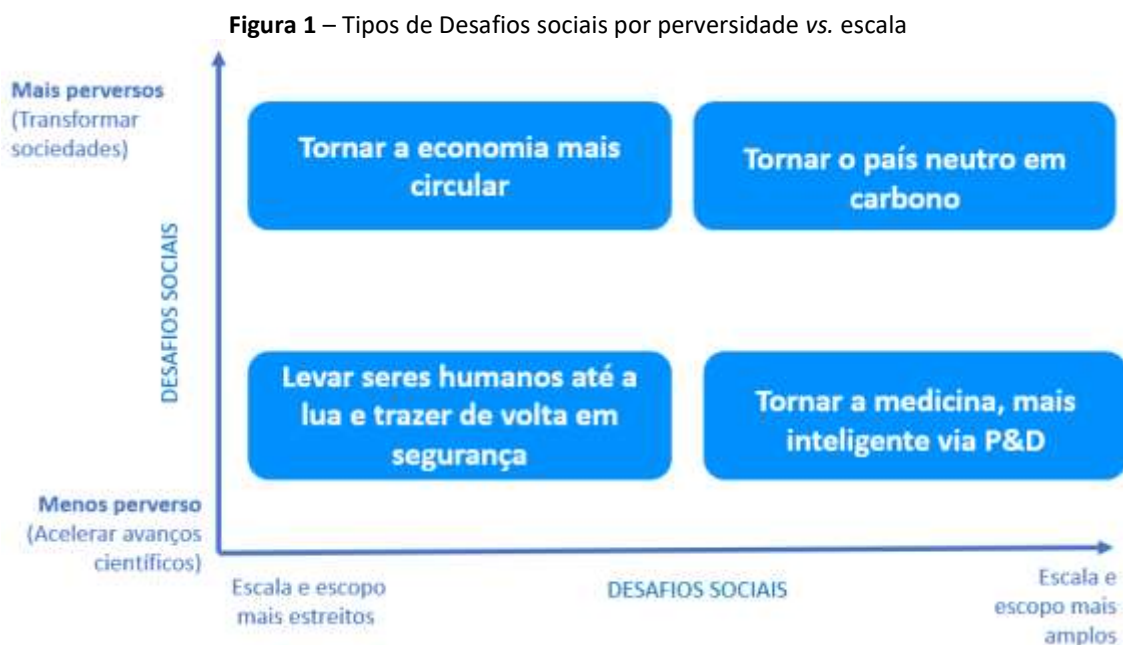 Figura 1 – Tipos de Desafios sociais por perversidade vs. escala
Mais perversos
(Transformar
sociedades)
Tornar a economia mais
circular
Tornar o país neutro em
carbono
DESAFIOS SOCIAIS
Levar seres humanos até a
lua e trazer de volta em
segurança
Tornar a medicina, mais
inteligente via P&D
Menos perverso
(Acelerar avanços
científicos)
Escala e escopo
mais estreitos
DESAFIOS SOCIAIS
Escala e
escopo mais
amplos